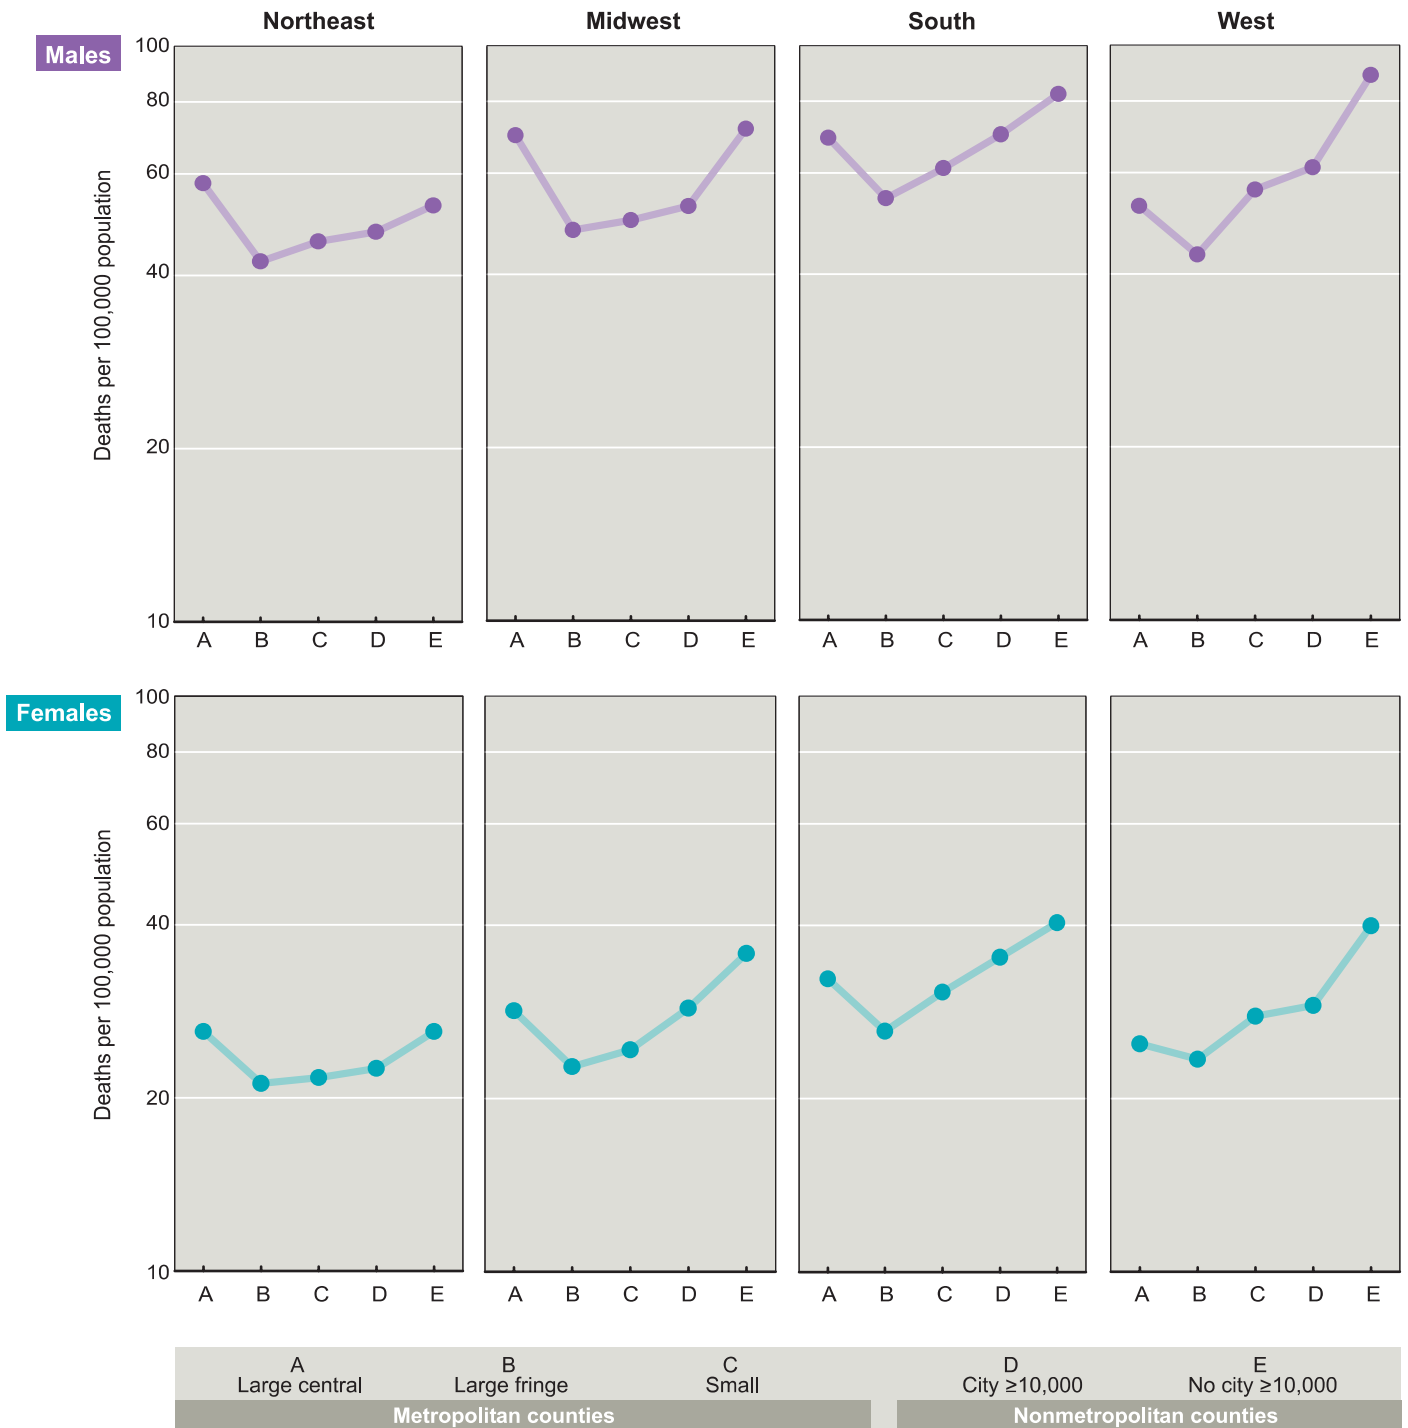 Northeast Midwest South West
Males
100
80
60
40
20
10
Deaths per 100,000 population
A B C D E A B C D E A B C D E A B C D E
Females
100
80
60
40
20
10
Deaths per 100,000 population
A B C D E A B C D E A B C D E A B C D E
A B C D E
Large central Large fringe Small City ≥10,000 No city ≥10,000
Metropolitan counties Nonmetropolitan counties